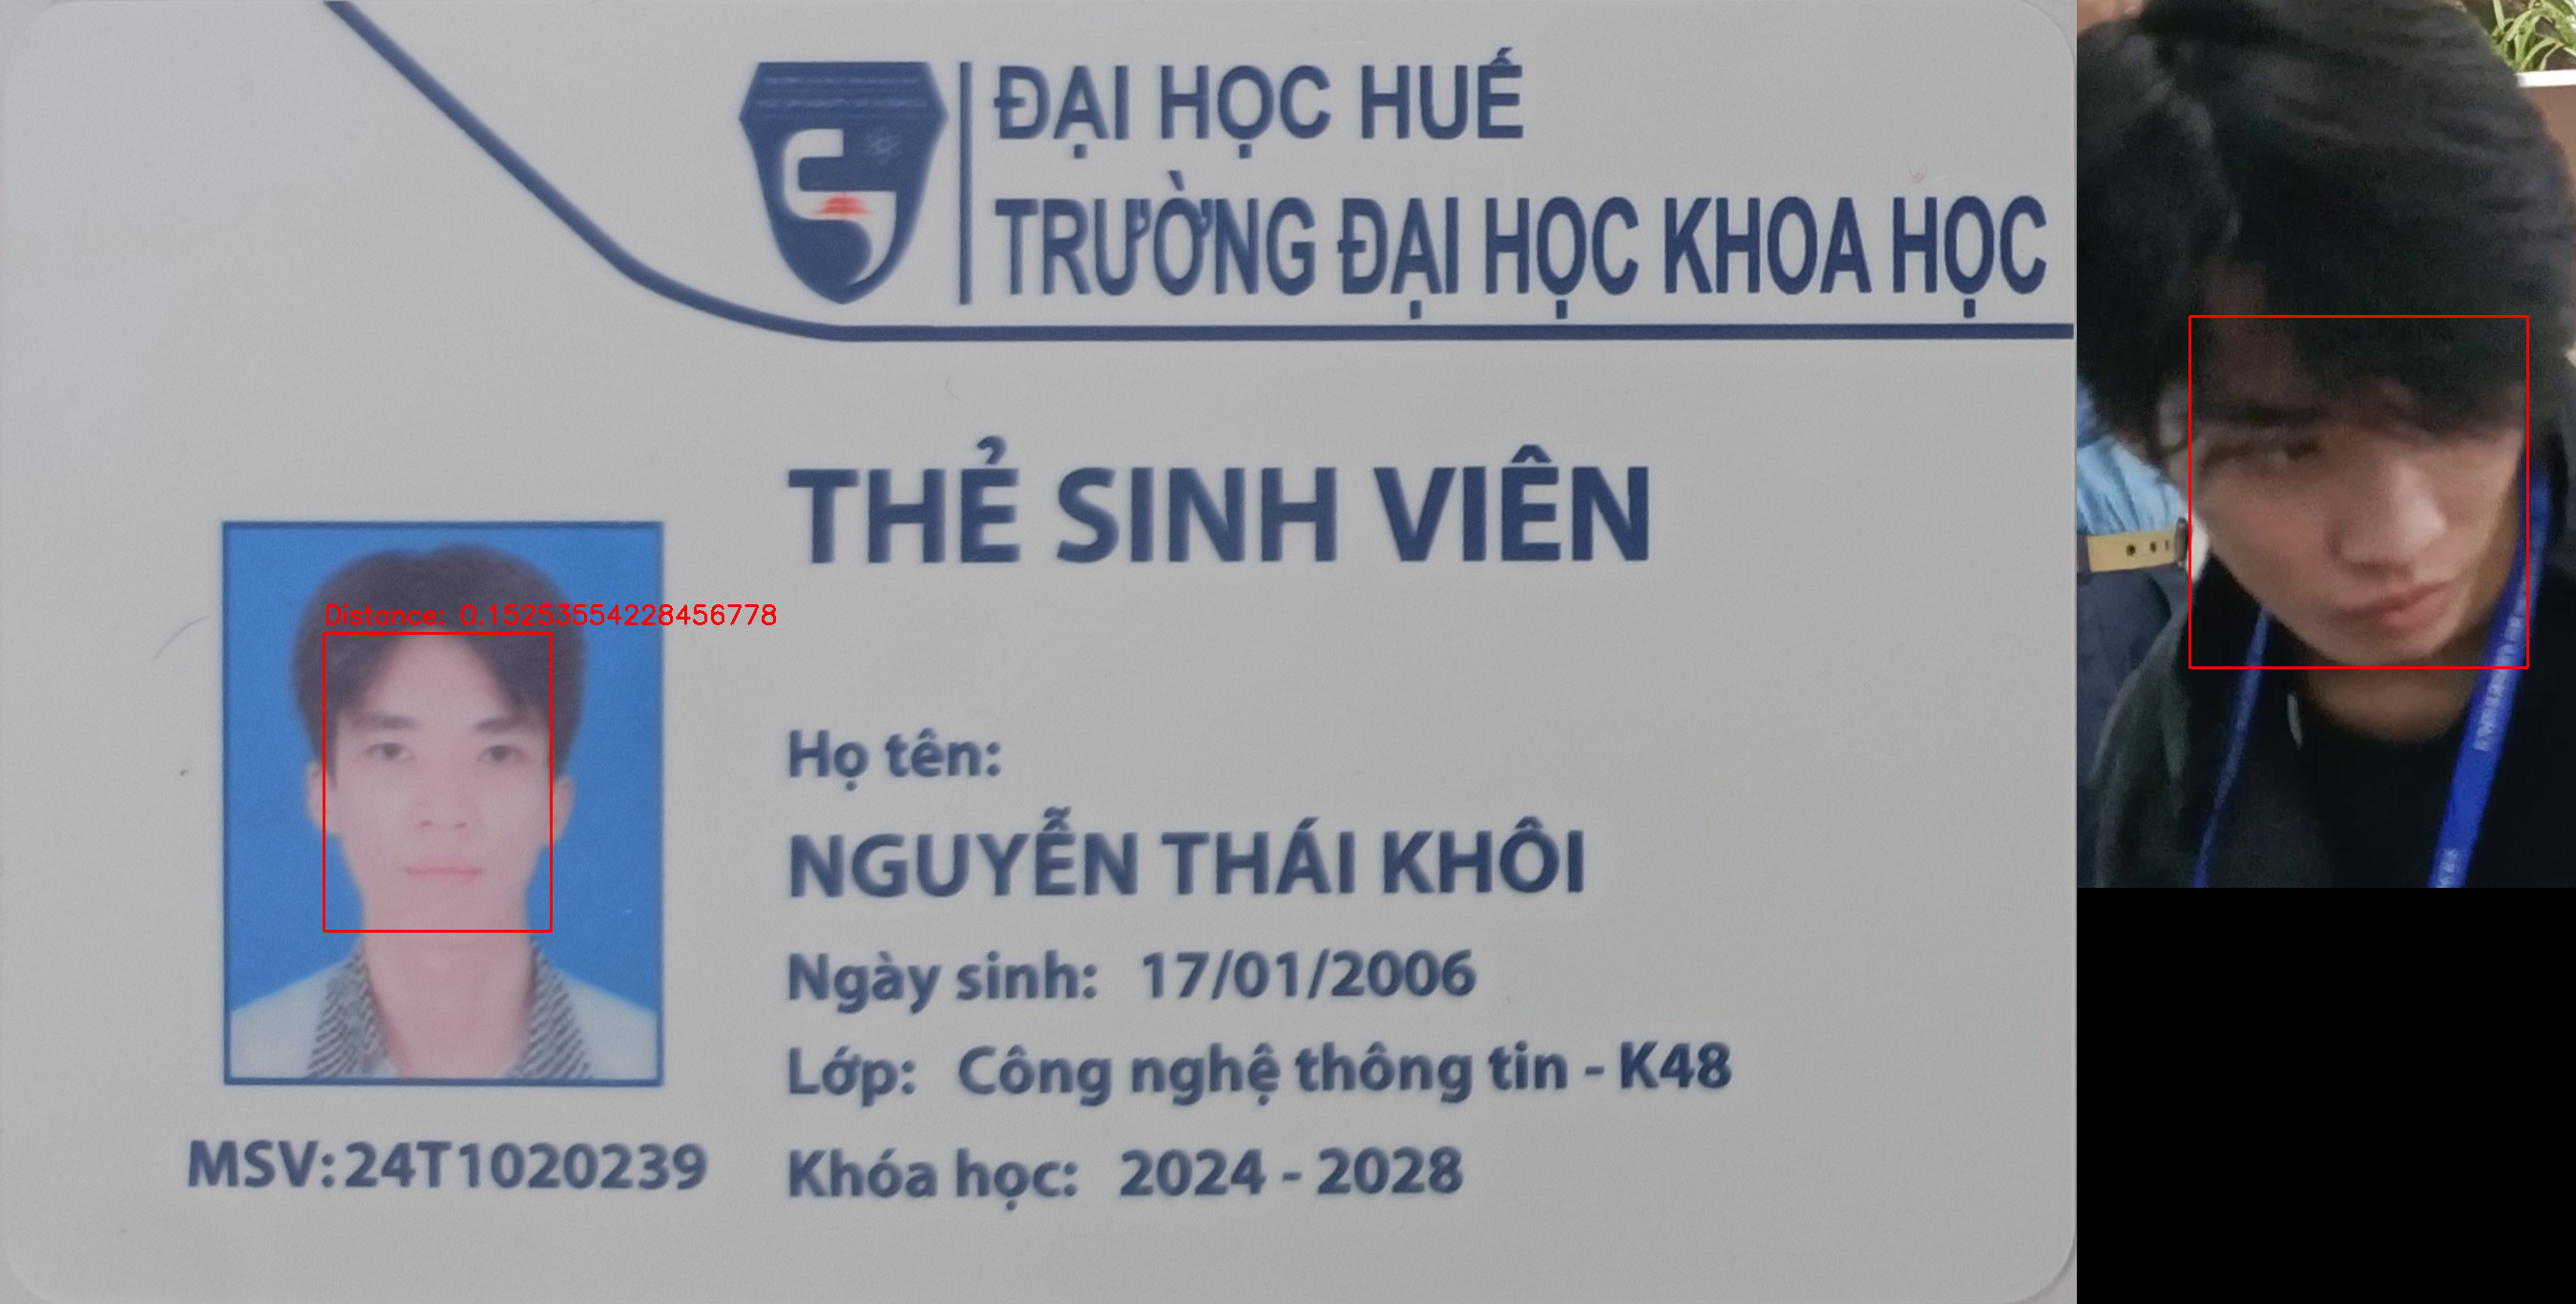 ĐẠI HỌC HUẾ
TRƯỜNG ĐẠI HỌC KHOA HỌC
THẺ SINH VIÊN
Distance: 0.15253554228456778
Họ tên:
NGUYỄN THÁI KHÔI
Ngày sinh: 17/01/2006
Lớp: Công nghệ thông tin - K48
MSV:24T1020239
Khóa học: 2024 - 2028